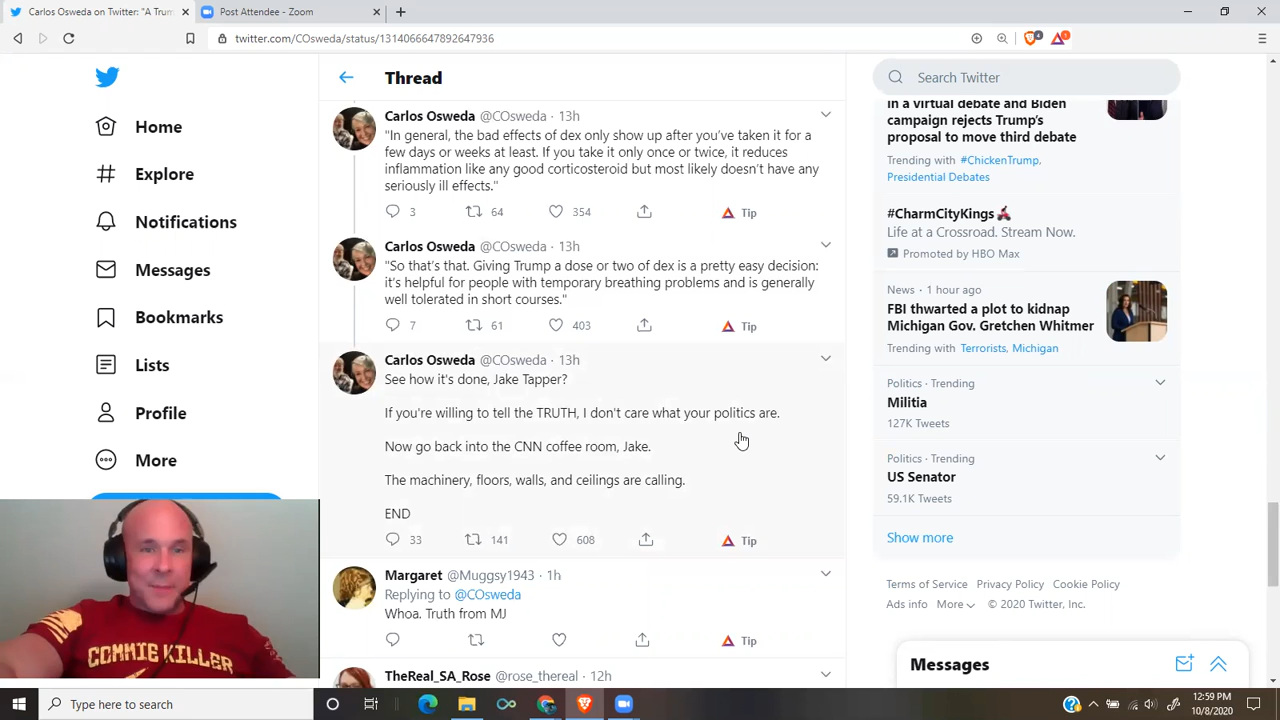 Carlos Osweda on Twitter: "A Trum
Post Attendee - Zoom
twitter.com/COsweda/status/1314066647892647936
Home
Explore
Notifications
Messages
Bookmarks
Lists
Profile
More
Thread
Carlos Osweda @COsweda · 13h
"In general, the bad effects of dex only show up after you've taken it for a
few days or weeks at least. If you take it only once or twice, it reduces
inflammation like any good corticosteroid but most likely doesn't have any
seriously ill effects."
3 64 354 Tip
Carlos Osweda @COsweda · 13h
"So that's that. Giving Trump a dose or two of dex is a pretty easy decision:
it's helpful for people with temporary breathing problems and is generally
well tolerated in short courses."
7 61 403 Tip
Carlos Osweda @COsweda · 13h
See how it's done, Jake Tapper?
If you're willing to tell the TRUTH, I don't care what your politics are.
Now go back into the CNN coffee room, Jake.
The machinery, floors, walls, and ceilings are calling.
END
33 141 608 Tip
Margaret @Muggsy1943 · 1h
Replying to @COsweda
Whoa. Truth from MJ
Tip
TheReal_SA_Rose @rose_thereal · 12h
Search Twitter
in a virtual debate and Biden
campaign rejects Trump's
proposal to move third debate
Trending with #ChickenTrump,
Presidential Debates
#CharmCityKings
Life at a Crossroad. Stream Now.
Promoted by HBO Max
News · 1 hour ago
FBI thwarted a plot to kidnap
Michigan Gov. Gretchen Whitmer
Trending with Terrorists, Michigan
Politics · Trending
Militia
127K Tweets
Politics · Trending
US Senator
59.1K Tweets
Show more
Terms of Service Privacy Policy Cookie Policy
Ads info More © 2020 Twitter, Inc.
Messages
COMMIE KILLER
Type here to search
12:59 PM
10/8/2020